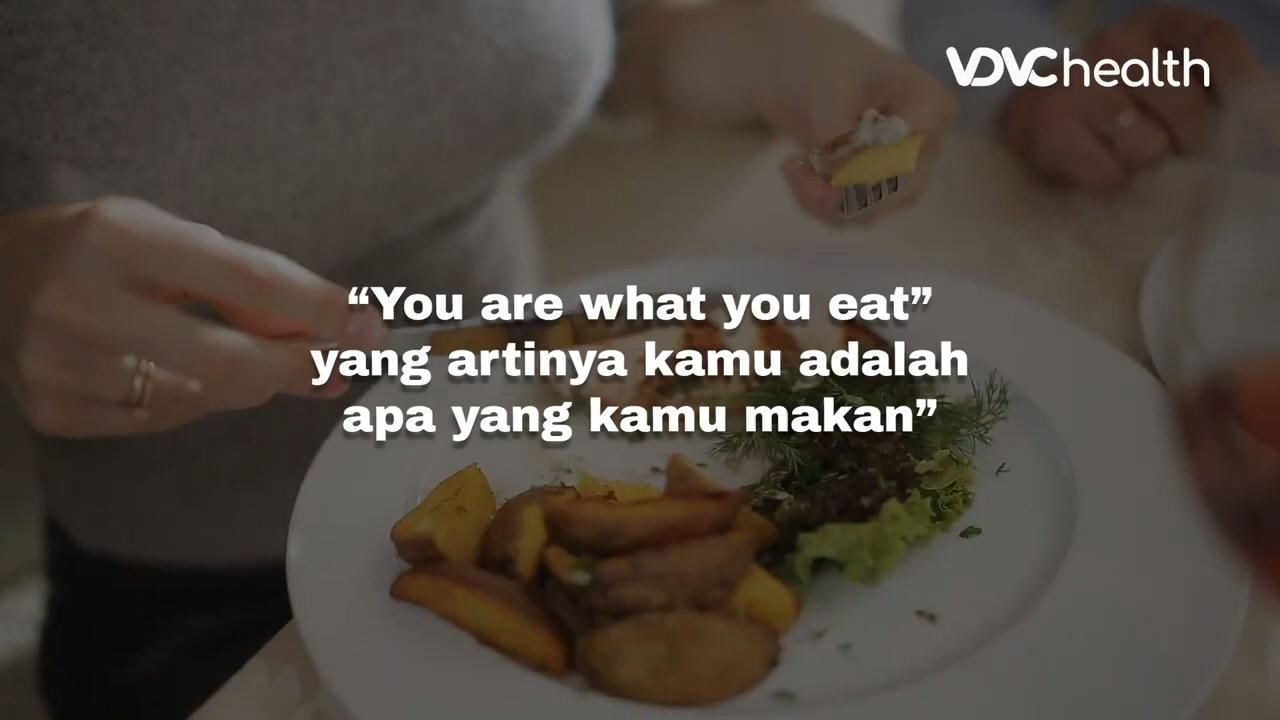 VDVC health
“You are what you eat”
yang artinya kamu adalah
apa yang kamu makan”